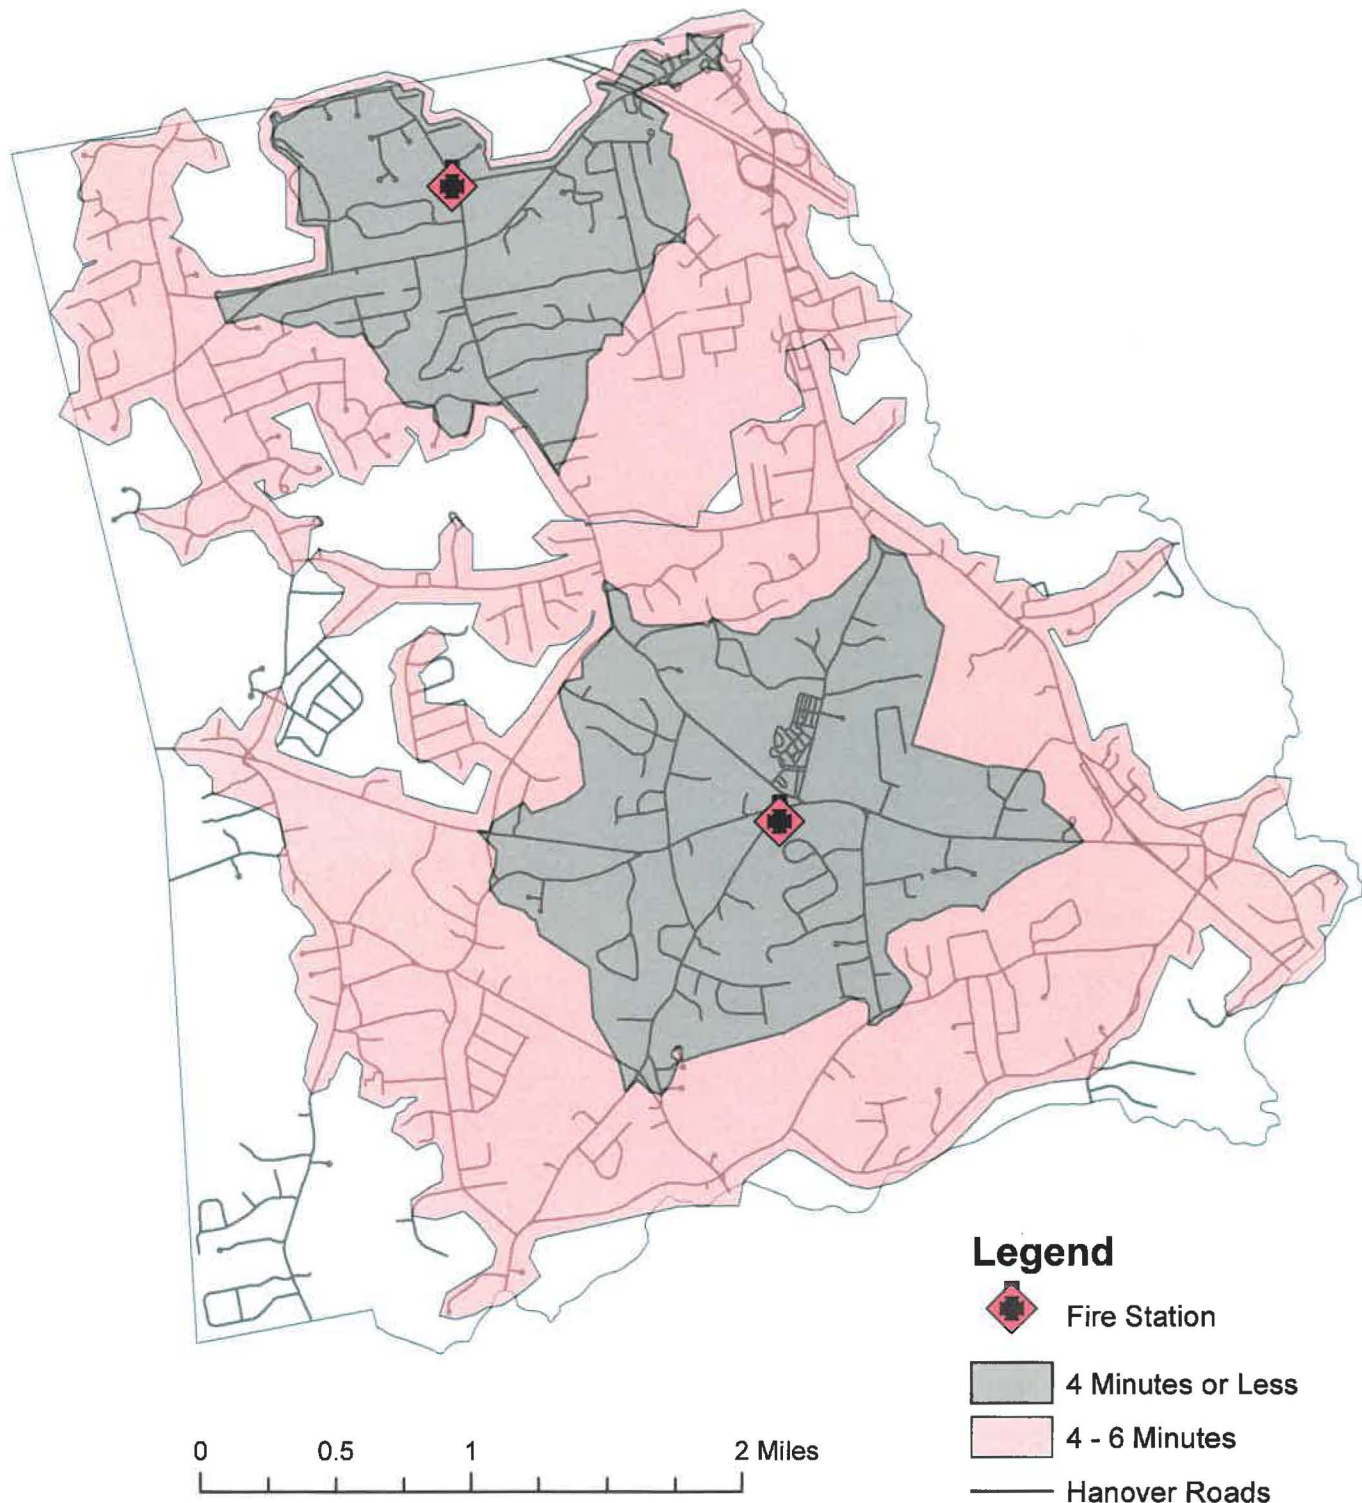 Legend
Fire Station
4 Minutes or Less
4 - 6 Minutes
Hanover Roads
0 0.5 1 2 Miles